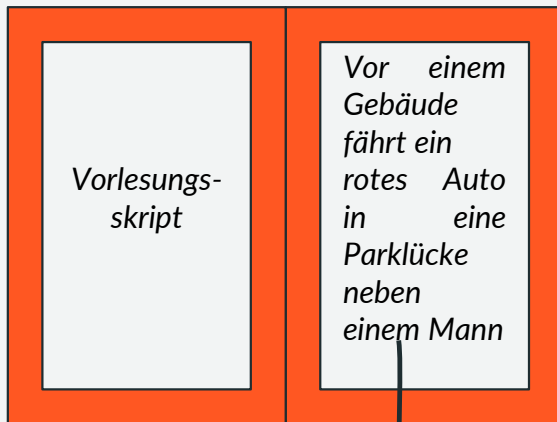 Vorlesungs-
skript
Vor einem
Gebäude
fährt ein
rotes Auto
in eine
Parklücke
neben
einem Mann